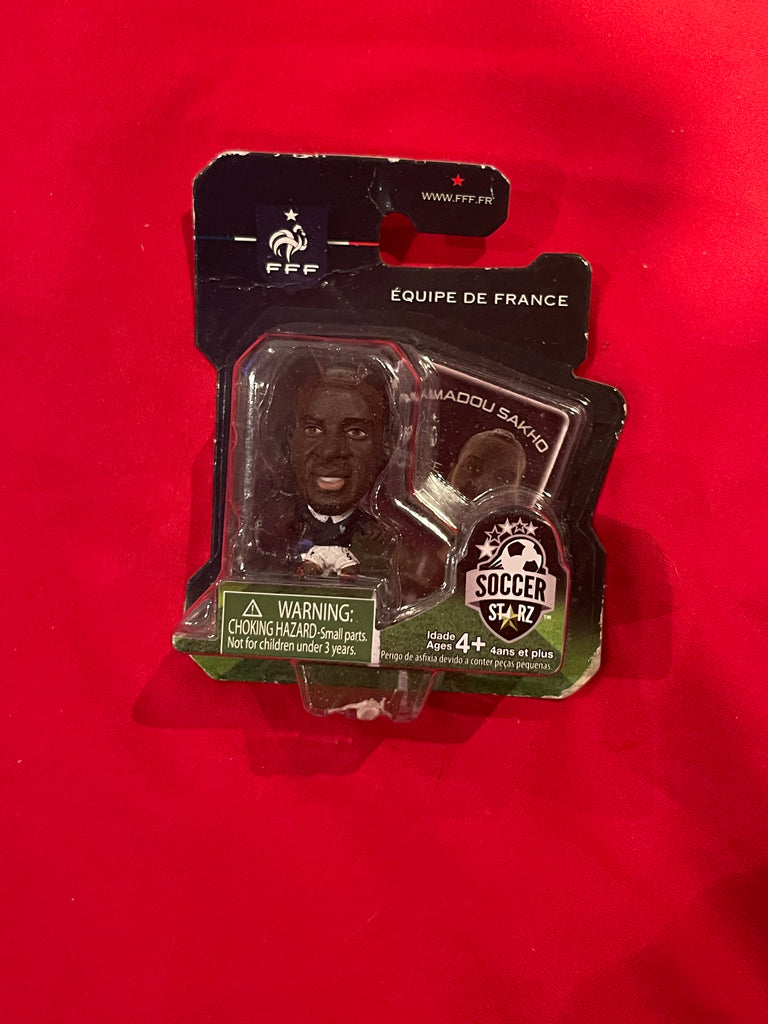 WWW.FFF.FR
FFF
ÉQUIPE DE FRANCE
AMADOU SAKHO
SOCCER
STARZ
TM
WARNING:
CHOKING HAZARD-Small parts.
Not for children under 3 years.
Idade
Ages 4+ 4ans et plus
Perigo de asfixia devido a conter peças pequenas.